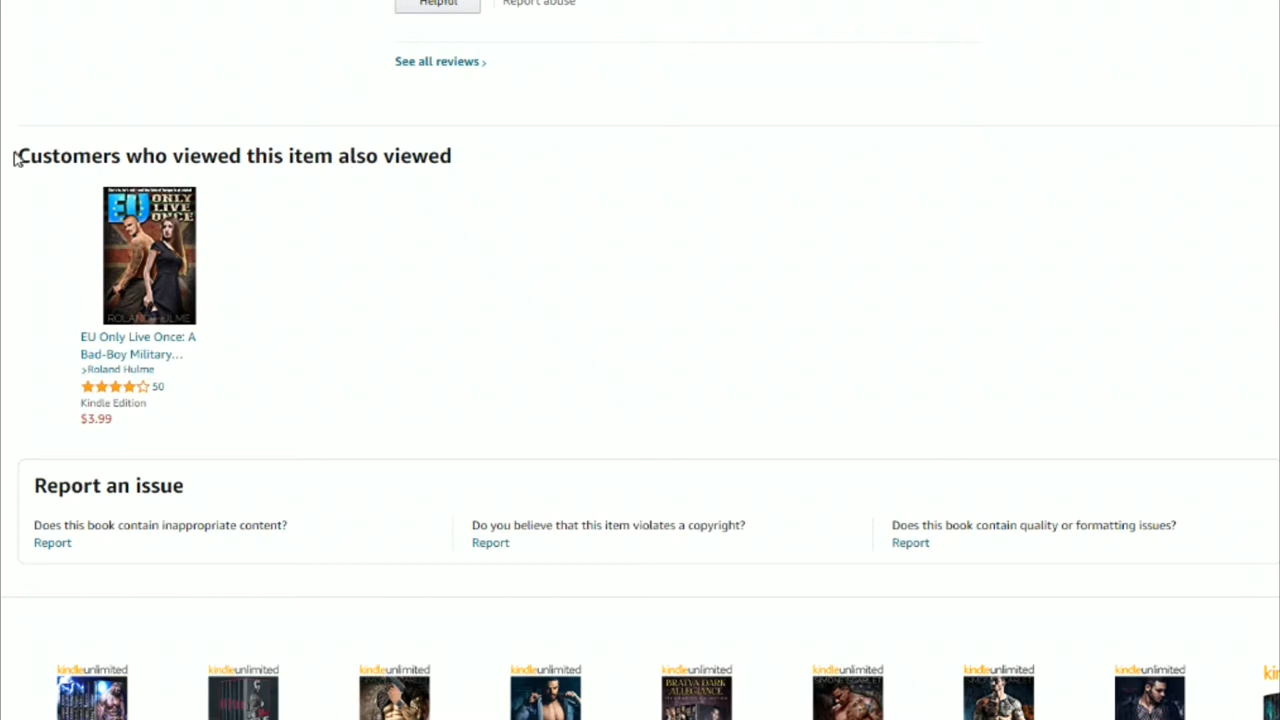 Helpful
Report abuse
See all reviews ›
Customers who viewed this item also viewed
EU ONLY
LIVE
ONCE
ROLAND HULME
EU Only Live Once: A
Bad-Boy Military...
›Roland Hulme
50
Kindle Edition
$3.99
Report an issue
Does this book contain inappropriate content?
Report
Do you believe that this item violates a copyright?
Report
Does this book contain quality or formatting issues?
Report
kindleunlimited
kindleunlimited
kindleunlimited
kindleunlimited
kindleunlimited
kindleunlimited
kindleunlimited
kindleunlimited
BRATVA DARK
ALLEGIANCE